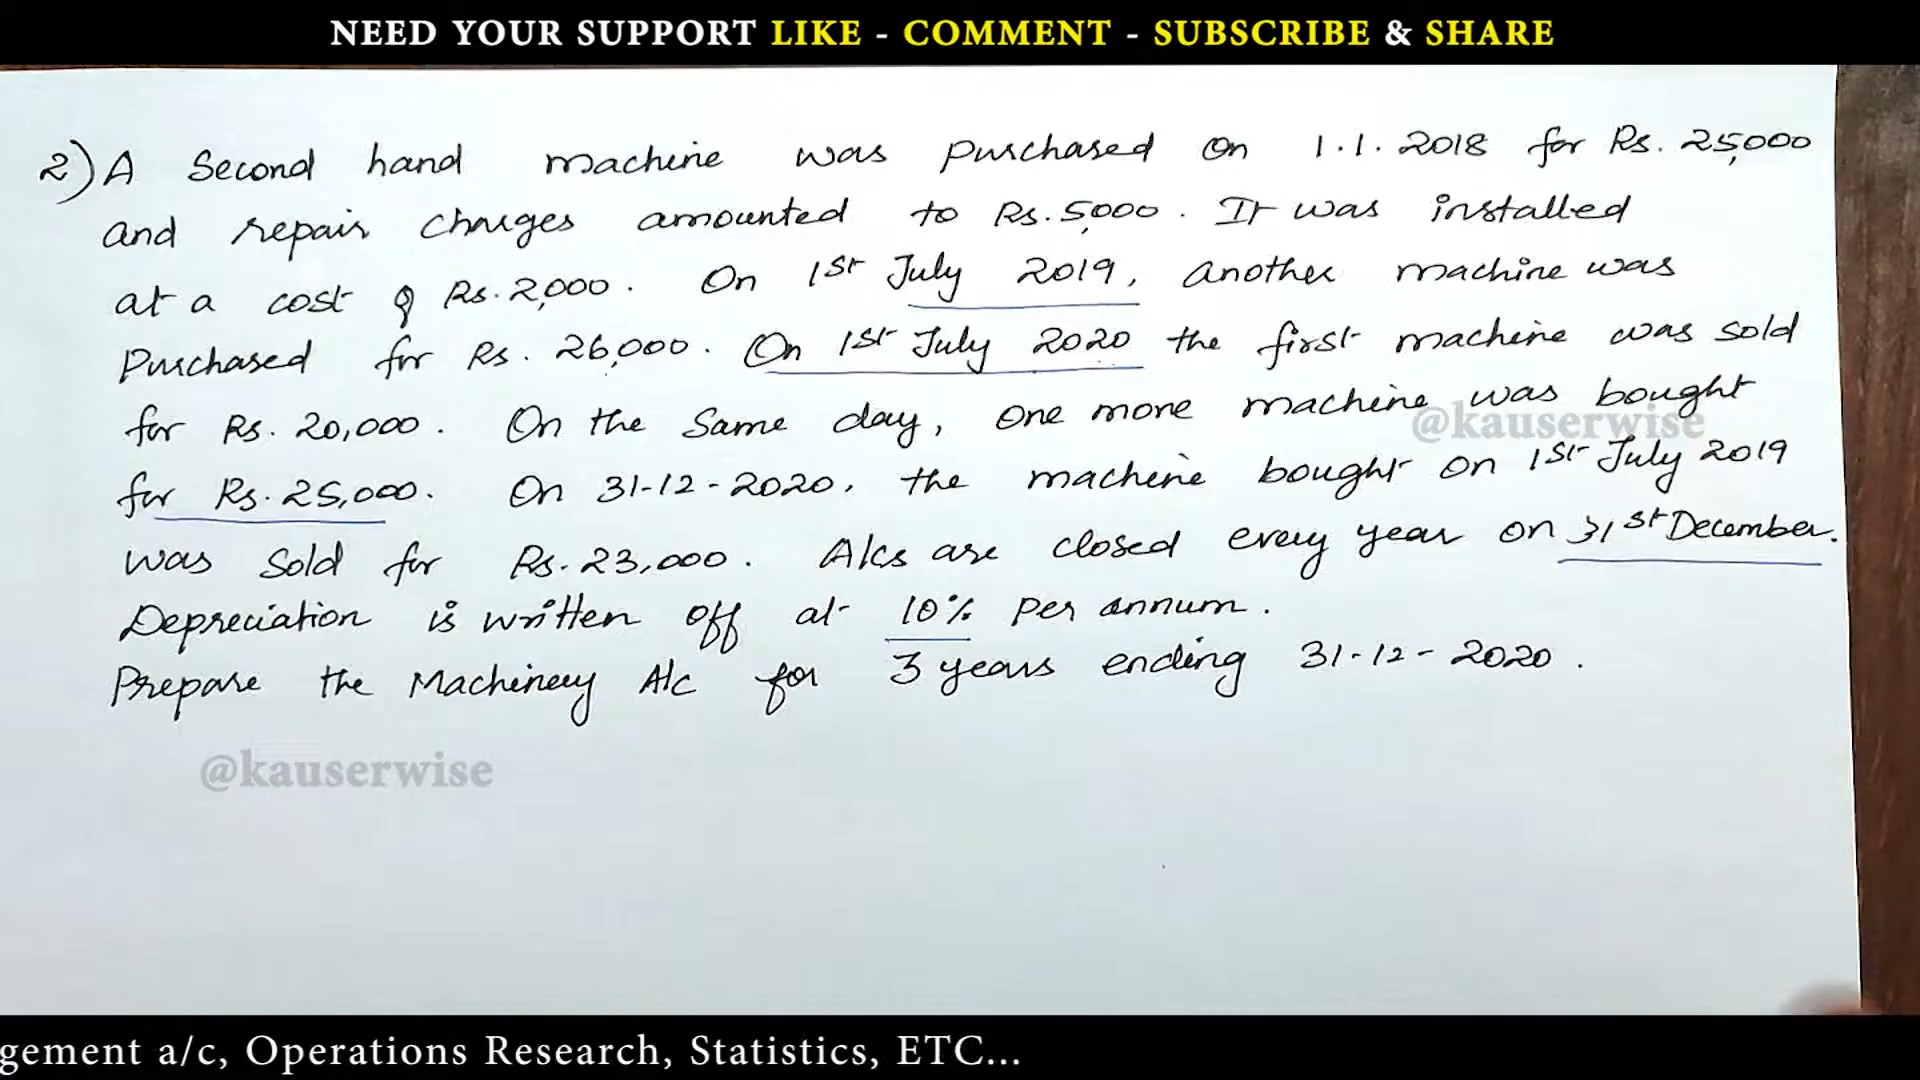 NEED YOUR SUPPORT LIKE - COMMENT - SUBSCRIBE & SHARE
2) A Second hand machine was purchased on 1.1.2018 for Rs. 25,000
and repair charges amounted to Rs. 5,000. It was installed
at a cost of Rs. 2,000. On 1st July 2019, another machine was
Purchased for Rs. 26,000. On 1st July 2020 the first machine was sold
for Rs. 20,000. On the same day, one more machine was bought
@kauserwise
for Rs. 25,000. On 31-12-2020, the machine bought on 1st July 2019
was sold for Rs. 23,000. A/cs are closed every year on 31st December.
Depreciation is written off at 10% per annum.
Prepare the Machinery A/c for 3 years ending 31-12-2020.
@kauserwise
gement a/c, Operations Research, Statistics, ETC...